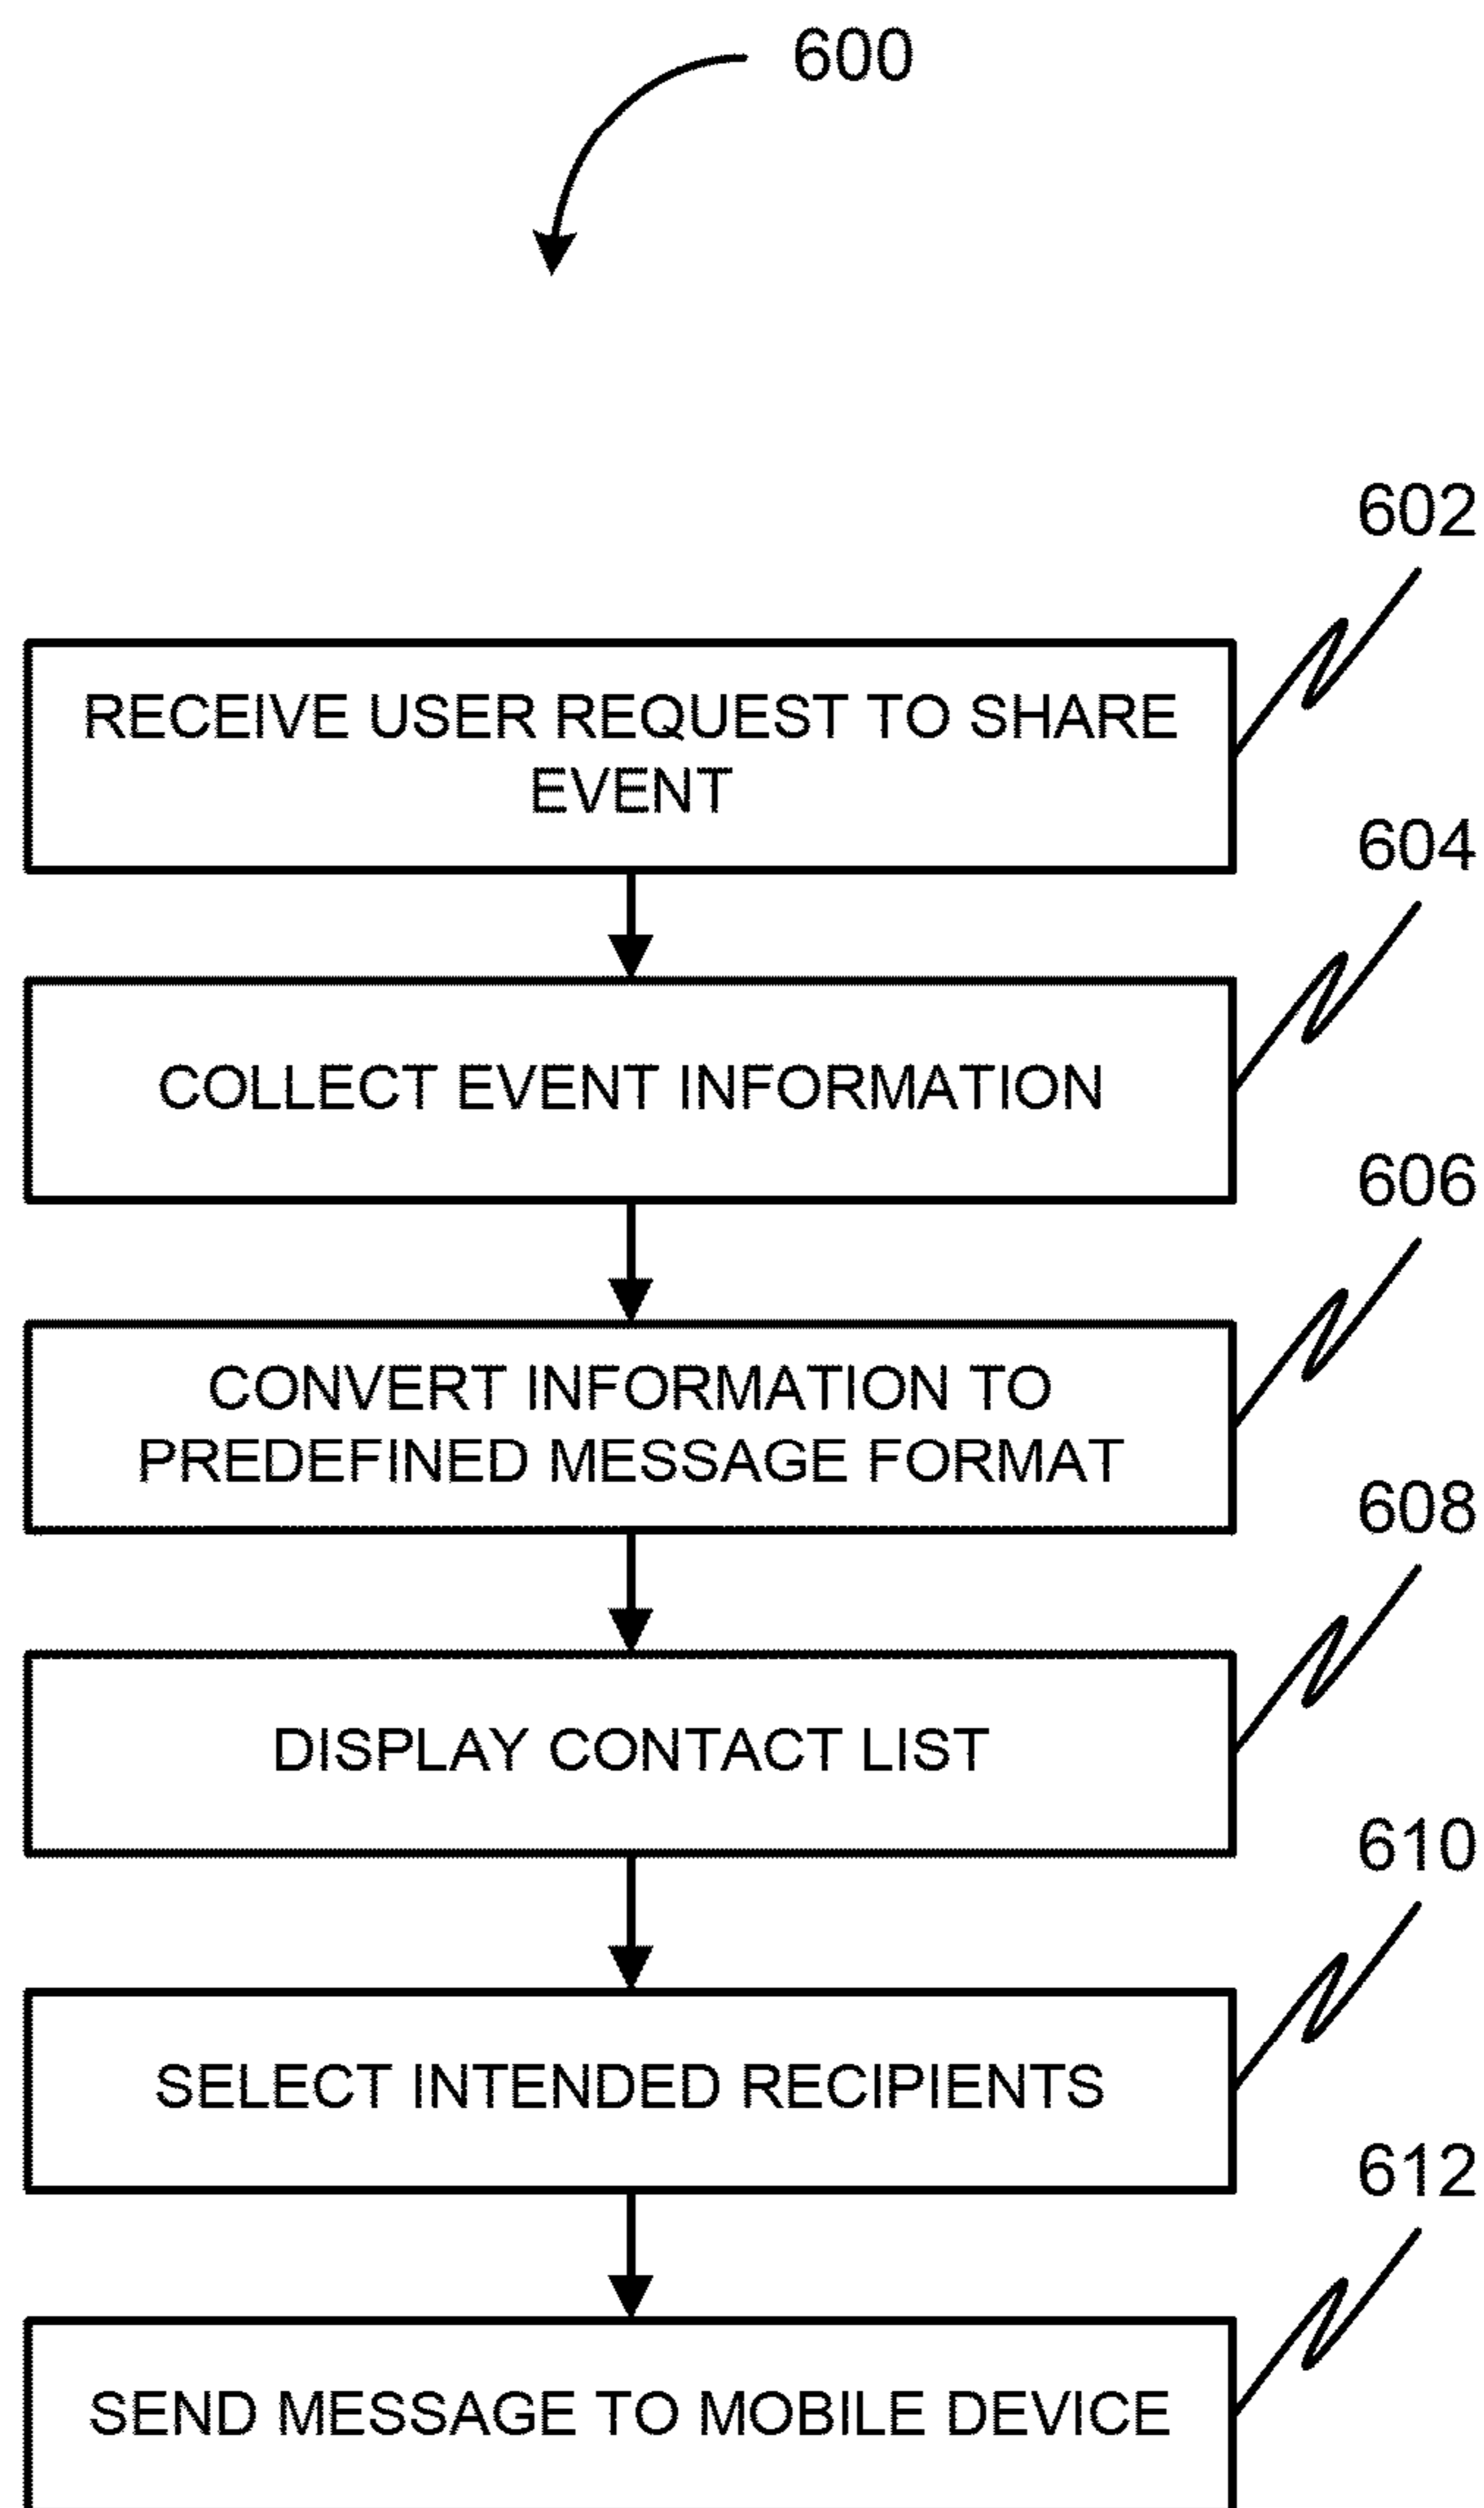 600
602
RECEIVE USER REQUEST TO SHARE
EVENT
604
COLLECT EVENT INFORMATION
606
CONVERT INFORMATION TO
PREDEFINED MESSAGE FORMAT
608
DISPLAY CONTACT LIST
610
SELECT INTENDED RECIPIENTS
612
SEND MESSAGE TO MOBILE DEVICE